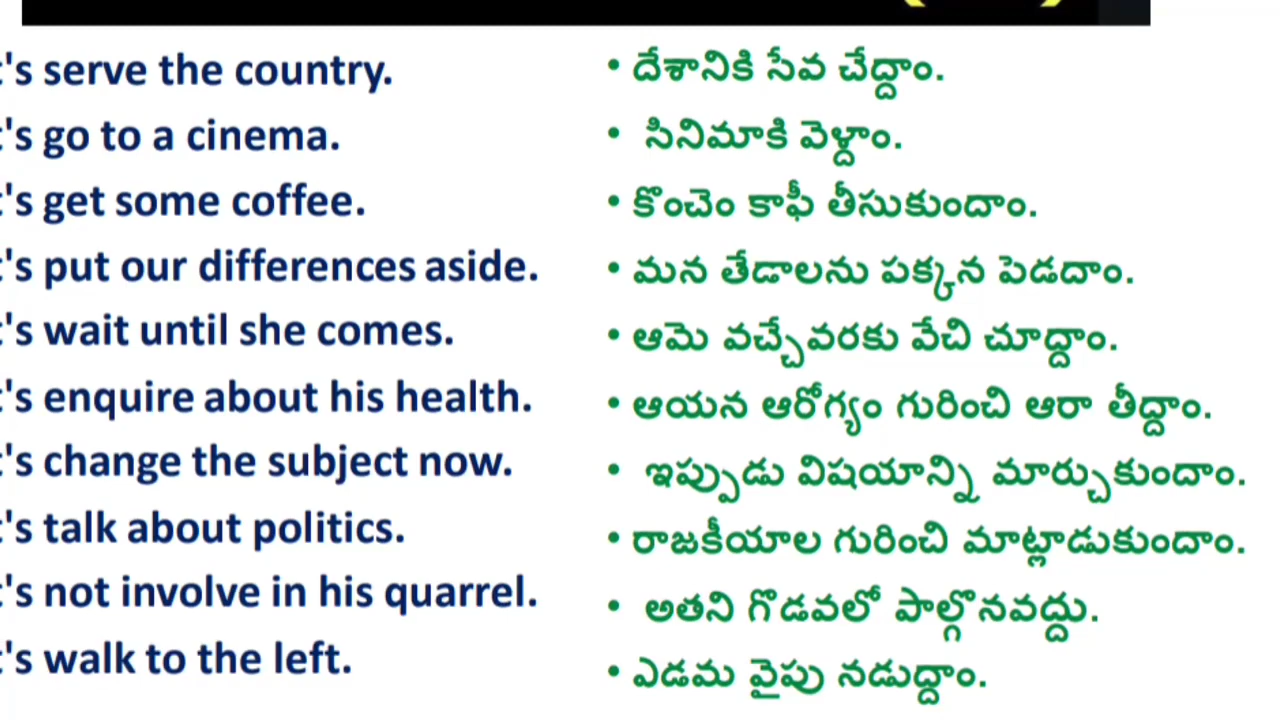 't's serve the country. • దేశానికి సేవ చేద్దాం.
't's go to a cinema. • సినిమాకి వెళ్దాం.
't's get some coffee. • కొంచెం కాఫీ తీసుకుందాం.
't's put our differences aside. • మన తేడాలను పక్కన పెడదాం.
't's wait until she comes. • ఆమె వచ్చేవరకు వేచి చూద్దాం.
't's enquire about his health. • ఆయన ఆరోగ్యం గురించి ఆరా తీద్దాం.
't's change the subject now. • ఇప్పుడు విషయాన్ని మార్చుకుందాం.
't's talk about politics. • రాజకీయాల గురించి మాట్లాడుకుందాం.
't's not involve in his quarrel. • అతని గొడవలో పాల్గొనవద్దు.
't's walk to the left. • ఎడమ వైపు నడుద్దాం.